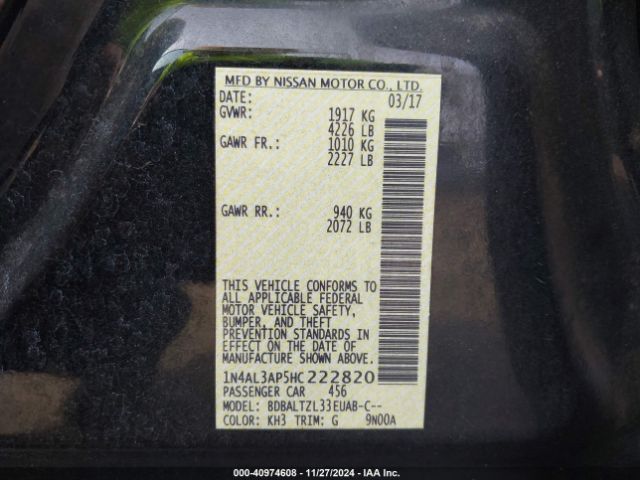 MFD BY NISSAN MOTOR CO., LTD.
DATE: 03/17
GVWR: 1917 KG
4226 LB
GAWR FR.: 1010 KG
2227 LB
GAWR RR.: 940 KG
2072 LB
THIS VEHICLE CONFORMS TO
ALL APPLICABLE FEDERAL
MOTOR VEHICLE SAFETY,
BUMPER, AND THEFT
PREVENTION STANDARDS IN
EFFECT ON THE DATE OF
MANUFACTURE SHOWN ABOVE.
1N4AL3AP5HC222820
PASSENGER CAR 456
MODEL: BDBALTZL33EUAB-C--
COLOR: KH3 TRIM: G 9N00A
000-40974608 • 11/27/2024 • IAA Inc.